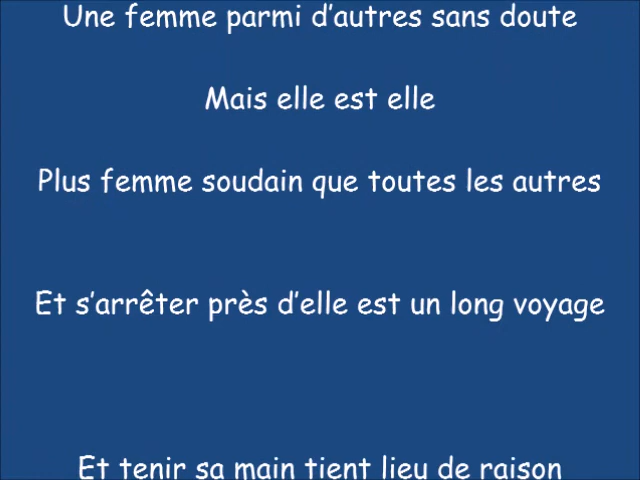 Une femme parmi d'autres sans doute
Mais elle est elle
Plus femme soudain que toutes les autres
Et s'arrêter près d'elle est un long voyage
Et tenir sa main tient lieu de raison